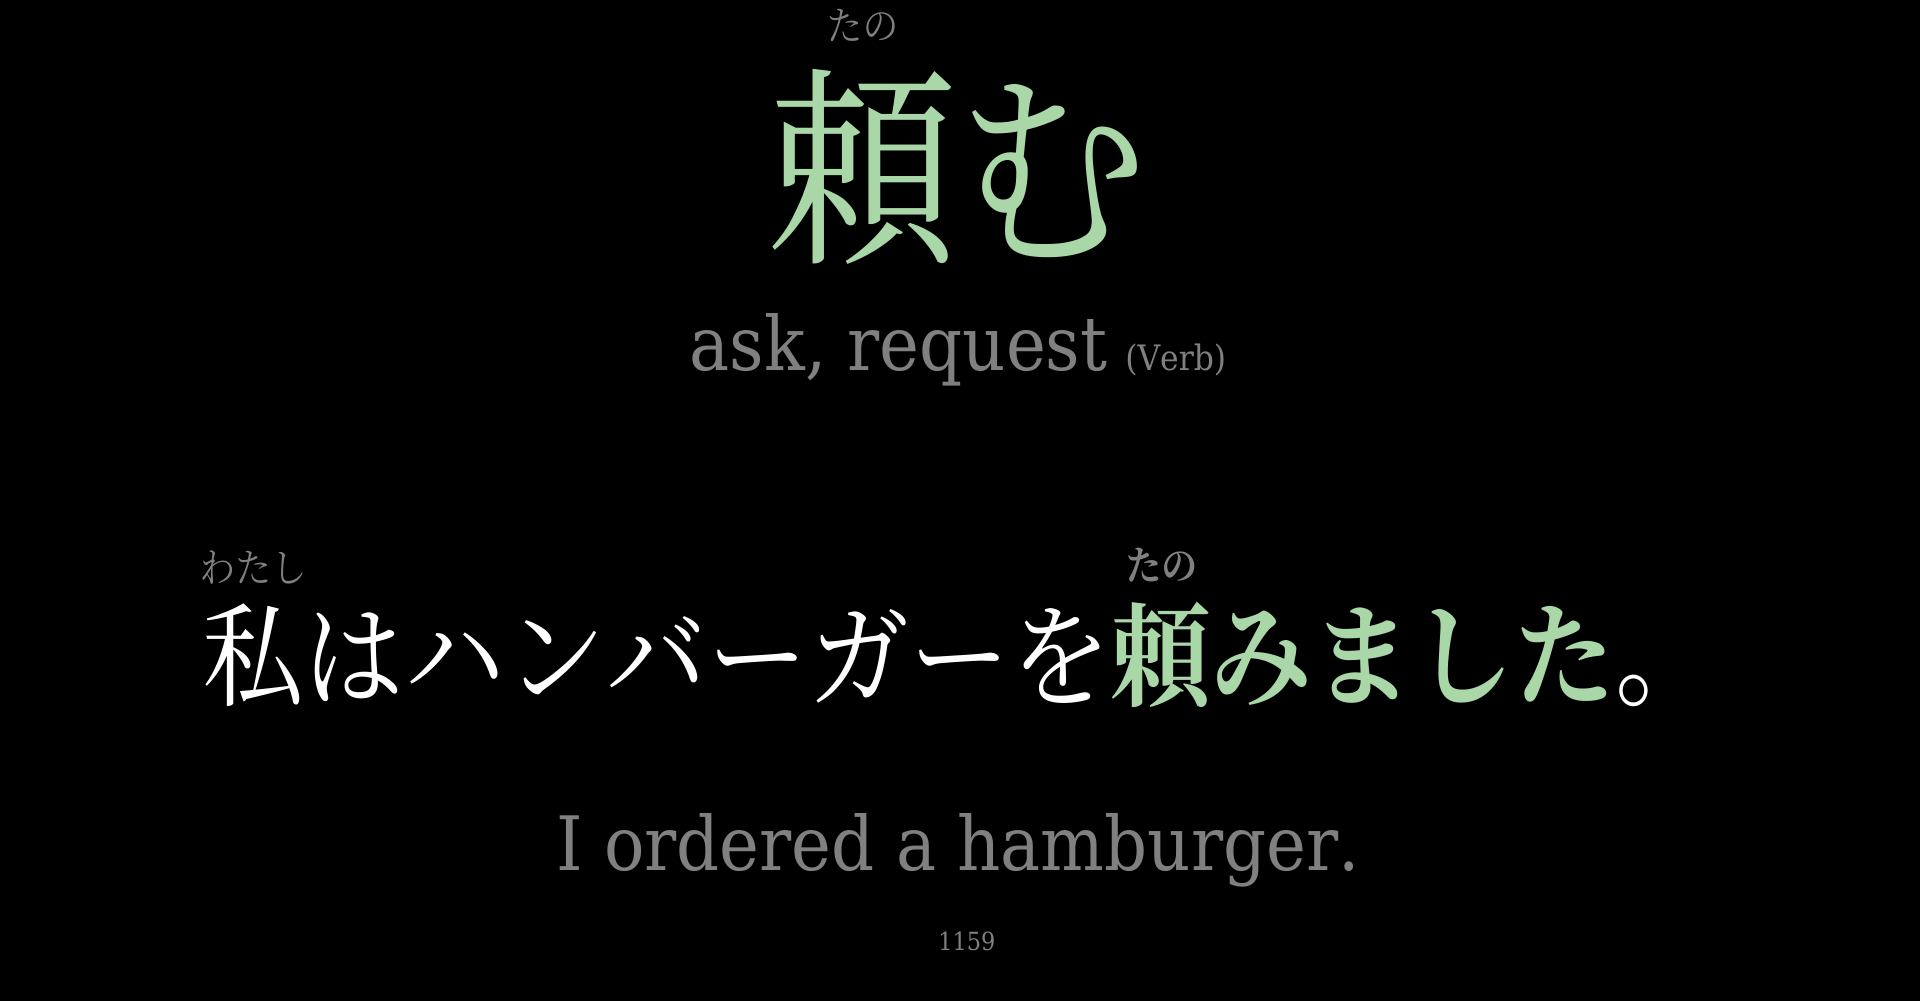 たの
頼む
ask, request (Verb)
わたし たの
私はハンバーガーを頼みました。
I ordered a hamburger.
1159